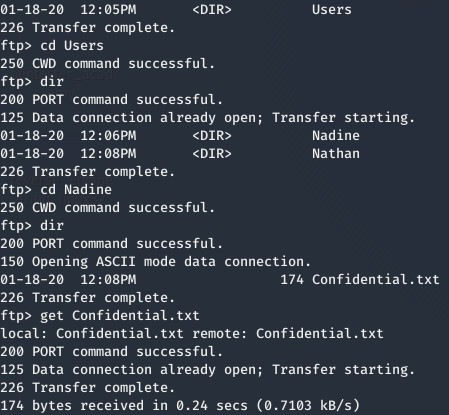 01-18-20  12:05PM       <DIR>          Users
226 Transfer complete.
ftp> cd Users
250 CWD command successful.
ftp> dir
200 PORT command successful.
125 Data connection already open; Transfer starting.
01-18-20  12:06PM       <DIR>          Nadine
01-18-20  12:08PM       <DIR>          Nathan
226 Transfer complete.
ftp> cd Nadine
250 CWD command successful.
ftp> dir
200 PORT command successful.
150 Opening ASCII mode data connection.
01-18-20  12:08PM                  174 Confidential.txt
226 Transfer complete.
ftp> get Confidential.txt
local: Confidential.txt remote: Confidential.txt
200 PORT command successful.
125 Data connection already open; Transfer starting.
226 Transfer complete.
174 bytes received in 0.24 secs (0.7103 kB/s)